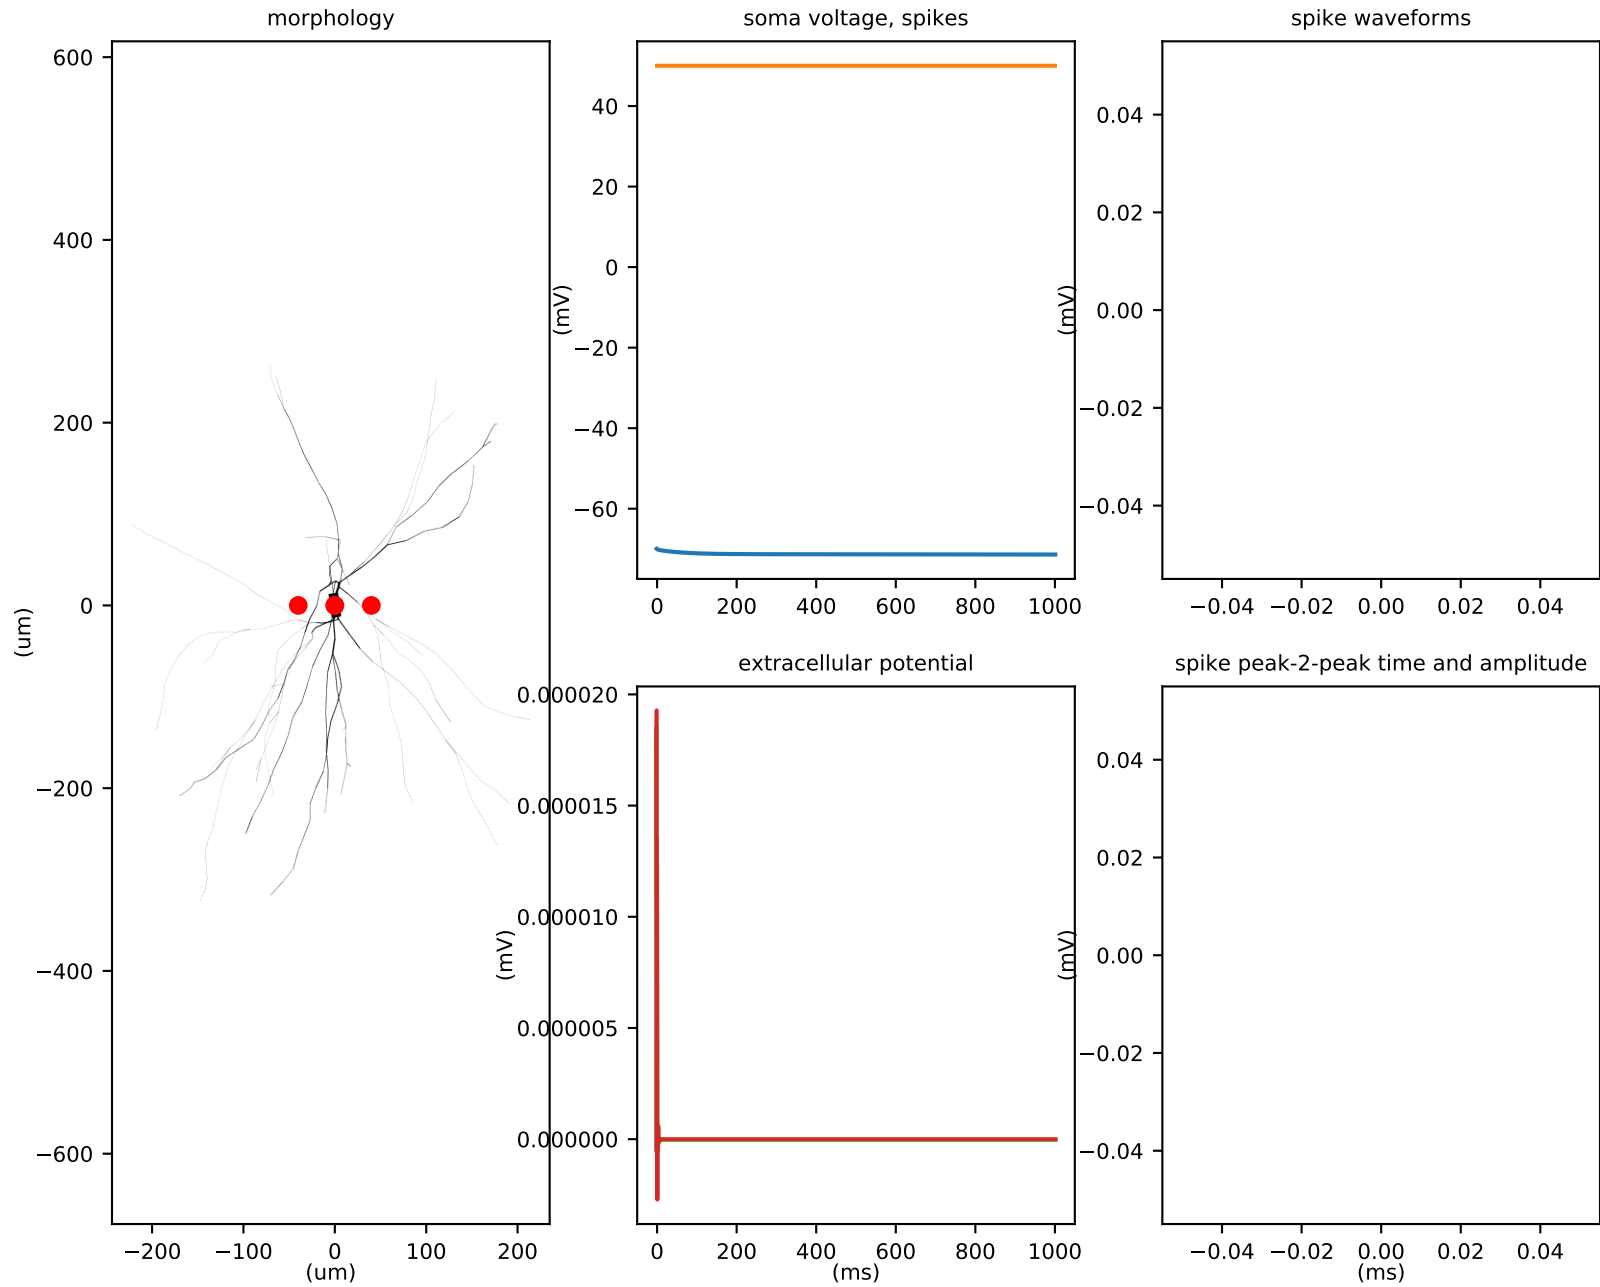 morphology
600
400
200
0
−200
−400
−600
(um)
−200 −100 0 100 200
(um)
soma voltage, spikes
40
20
0
−20
−40
−60
(mV)
0 200 400 600 800 1000
spike waveforms
0.04
0.02
0.00
−0.02
−0.04
(mV)
−0.04 −0.02 0.00 0.02 0.04
extracellular potential
0.000020
0.000015
0.000010
0.000005
0.000000
(mV)
0 200 400 600 800 1000
(ms)
spike peak-2-peak time and amplitude
0.04
0.02
0.00
−0.02
−0.04
(mV)
−0.04 −0.02 0.00 0.02 0.04
(ms)